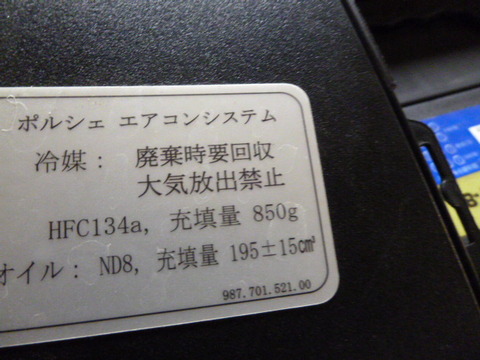 ポルシェ エアコンシステム
冷媒： 廃棄時要回収
大気放出禁止
HFC134a, 充填量 850g
オイル： ND8, 充填量 195±15cm³
987.701.521.00